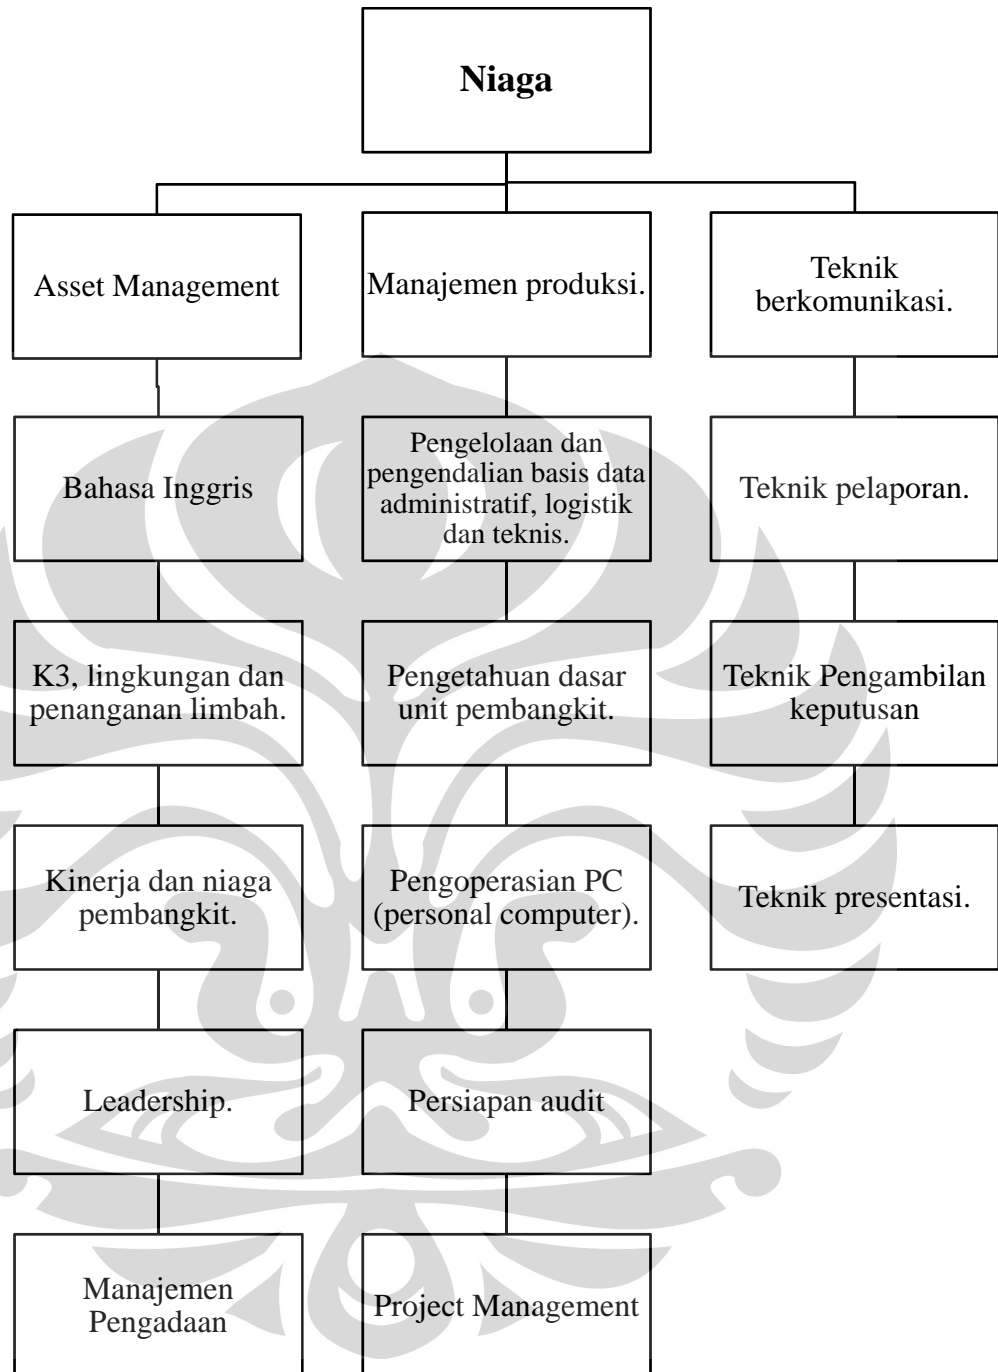 Niaga
Asset Management
Manajemen produksi.
Teknik
berkomunikasi.
Bahasa Inggris
Pengelolaan dan
pengendalian basis data
administratif, logistik
dan teknis.
Teknik pelaporan.
K3, lingkungan dan
penanganan limbah.
Pengetahuan dasar
unit pembangkit.
Teknik Pengambilan
keputusan
Kinerja dan niaga
pembangkit.
Pengoperasian PC
(personal computer).
Teknik presentasi.
Leadership.
Persiapan audit
Manajemen
Pengadaan
Project Management